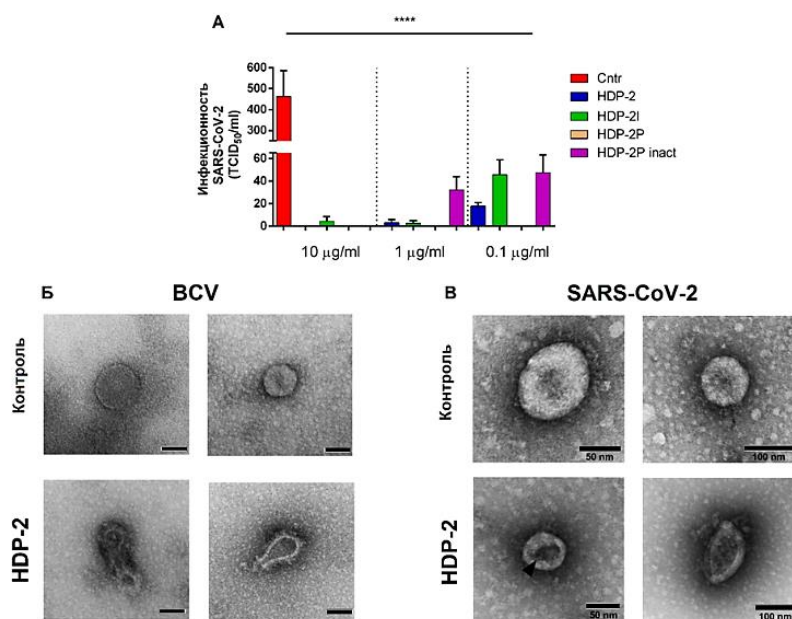 А
****
Инфекционность
SARS-CoV-2
(TCID50/ml)
600
500
400
300
60
40
20
0
10 μg/ml
1 μg/ml
0.1 μg/ml
Cntr
HDP-2
HDP-2I
HDP-2P
HDP-2P inact
Б
BCV
Контроль
HDP-2
В
SARS-CoV-2
Контроль
50 nm
100 nm
HDP-2
50 nm
100 nm